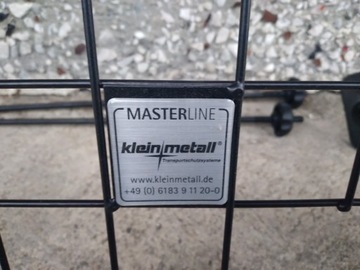 MASTERLINE
kleinmetall®
Transportschutzsysteme
www.kleinmetall.de
+49 (0) 6183 9 11 20-0